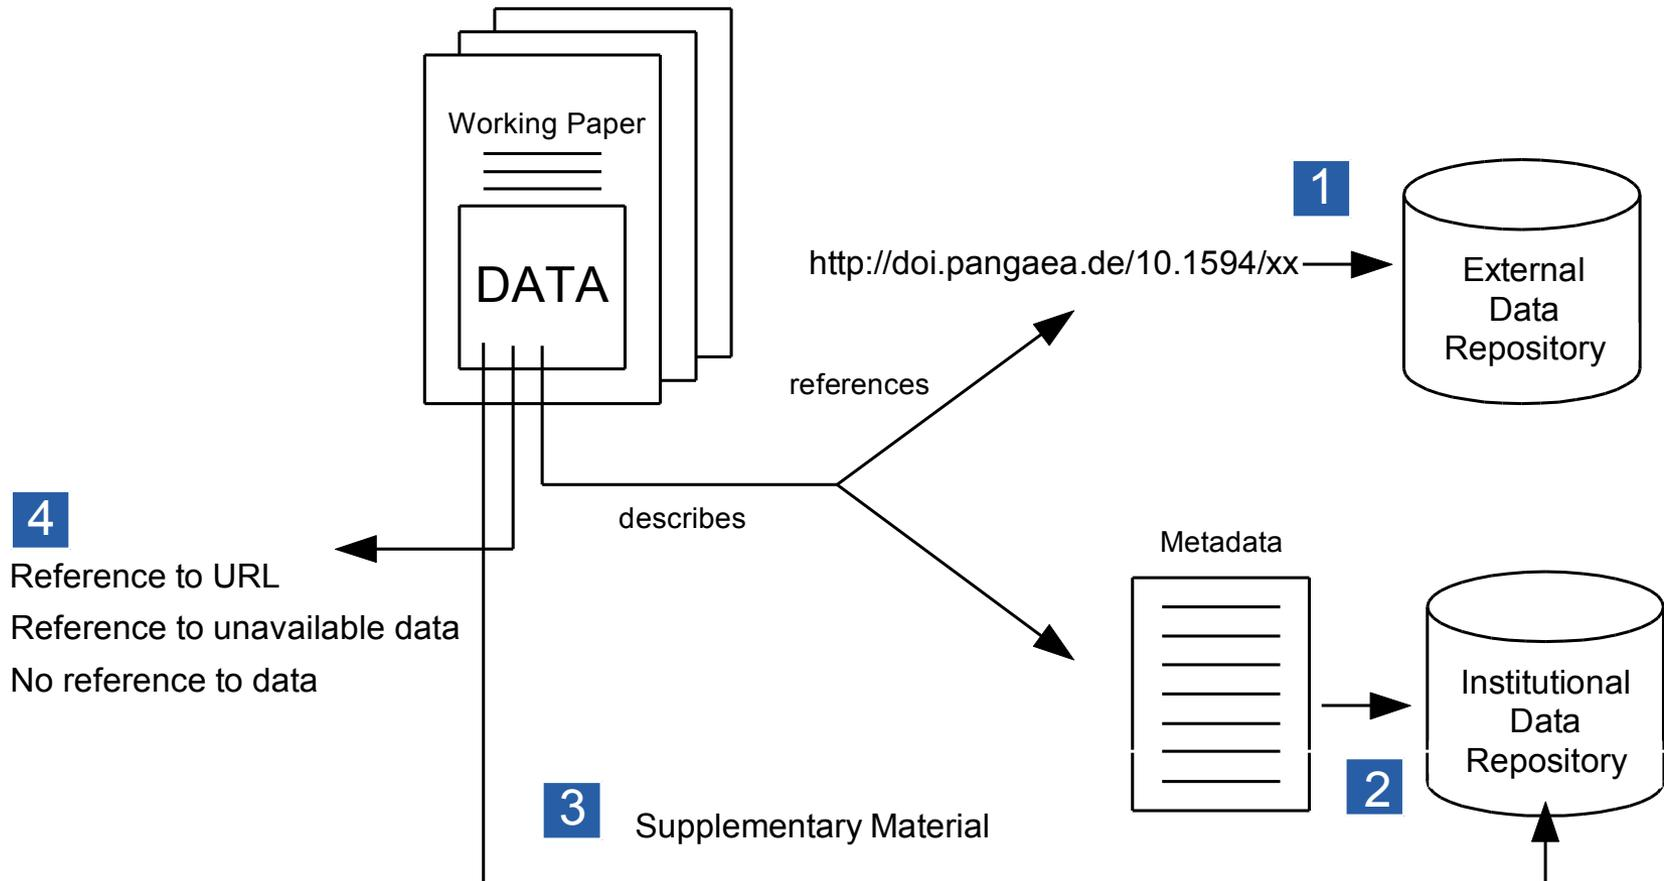 Working Paper
DATA
1
http://doi.pangaea.de/10.1594/xx
External
Data
Repository
references
describes
4
Reference to URL
Reference to unavailable data
No reference to data
Metadata
Institutional
Data
Repository
2
3
Supplementary Material